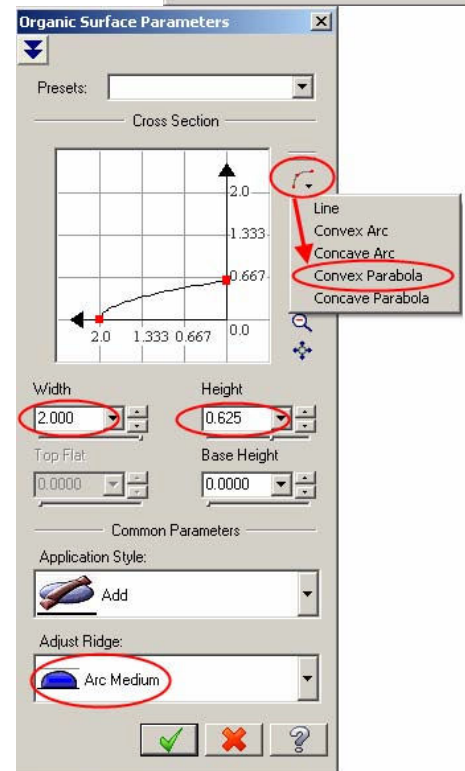 Organic Surface Parameters
Presets:
Cross Section
2.0
1.333
0.667
2.0 1.333 0.667 0.0
Line
Convex Arc
Concave Arc
Convex Parabola
Concave Parabola
Width Height
2.000 0.625
Top Flat Base Height
0.0000 0.0000
Common Parameters
Application Style:
Add
Adjust Ridge:
Arc Medium